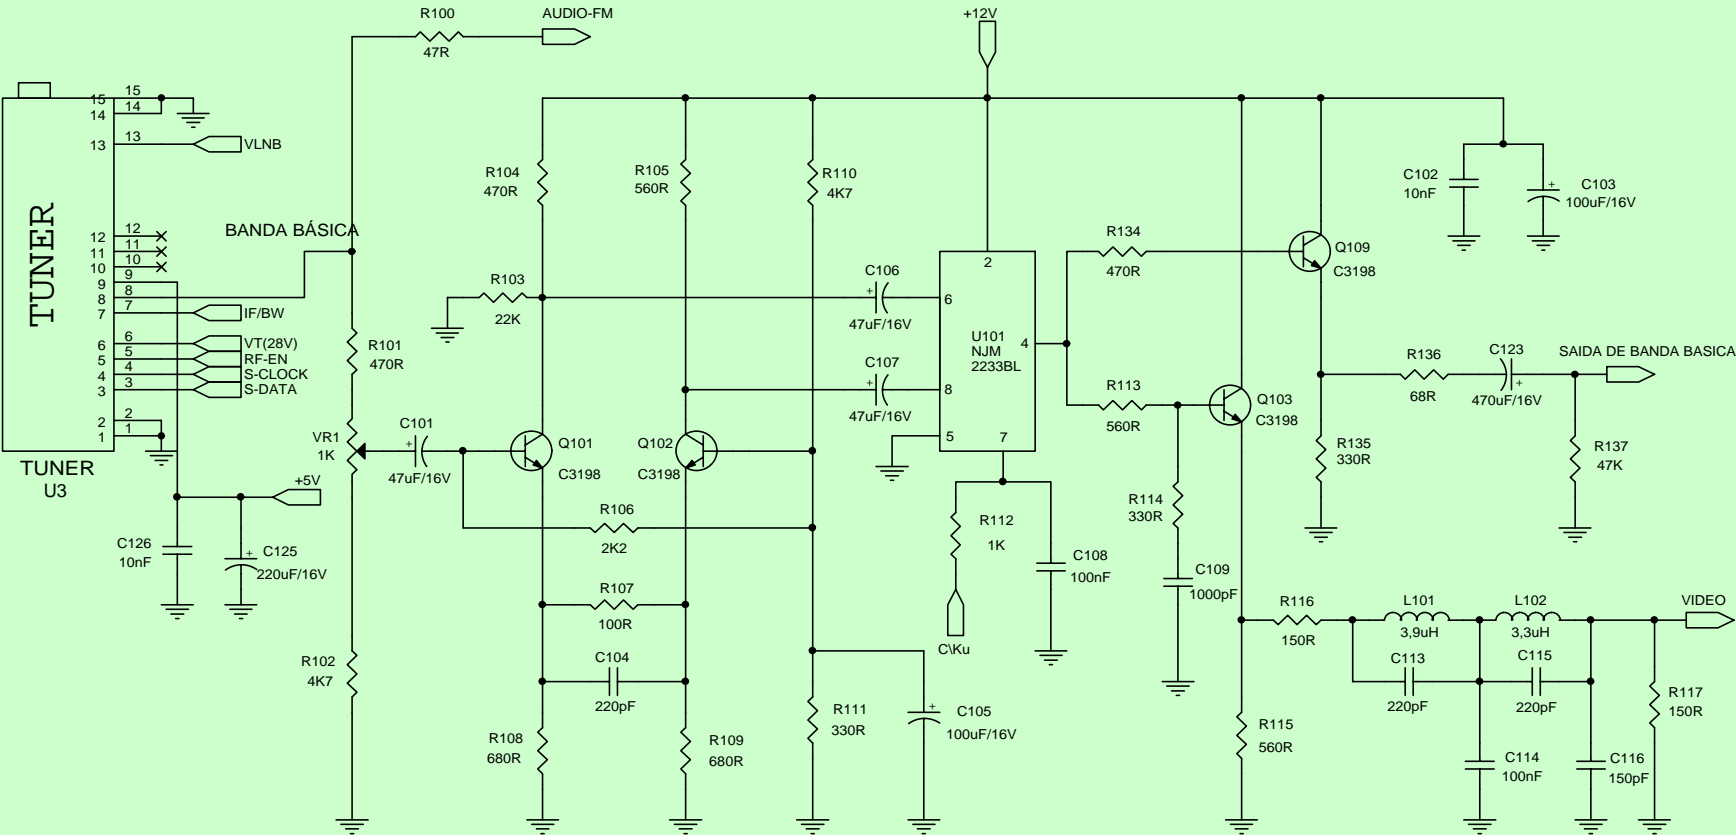 R100
47R
AUDIO-FM
+12V
15 15
14 14
13 13
VLNB
TUNER
12 12
11 11
10 10
9 9
8 8
7 7
IF/BW
6 6
VT(28V)
5 5
RF-EN
4 4
S-CLOCK
3 3
S-DATA
2 2
1 1
TUNER
U3
BANDA BÁSICA
+5V
C126
10nF
C125
220uF/16V
R101
470R
VR1
1K
R102
4K7
C101
+
47uF/16V
R104
470R
R103
22K
R105
560R
R110
4K7
Q101
C3198
Q102
C3198
R106
2K2
R107
100R
C104
220pF
R108
680R
R109
680R
R111
330R
C105
+
100uF/16V
C106
+
47uF/16V
C107
+
47uF/16V
2
6
U101
NJM
2233BL
4
8
5
7
R112
1K
C\Ku
C108
100nF
R134
470R
R113
560R
R114
330R
C109
1000pF
Q109
C3198
Q103
C3198
C102
10nF
C103
+
100uF/16V
R136
68R
C123
+
470uF/16V
SAIDA DE BANDA BASICA
R135
330R
R137
47K
R115
560R
R116
150R
L101
3,9uH
L102
3,3uH
VIDEO
C113
220pF
C115
220pF
R117
150R
C114
100nF
C116
150pF